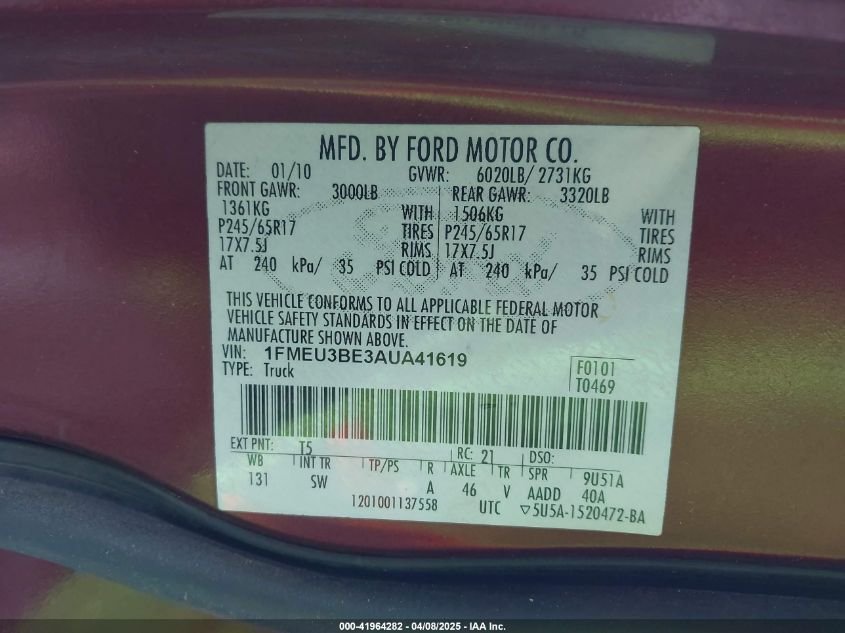 MFD. BY FORD MOTOR CO.
DATE: 01/10 GVWR: 6020LB/ 2731KG
FRONT GAWR: 3000LB REAR GAWR: 3320LB
1361KG WITH 1506KG WITH
P245/65R17 TIRES P245/65R17 TIRES
17X7.5J RIMS 17X7.5J RIMS
AT 240 kPa/ 35 PSI COLD AT 240 kPa/ 35 PSI COLD
THIS VEHICLE CONFORMS TO ALL APPLICABLE FEDERAL MOTOR
VEHICLE SAFETY STANDARDS IN EFFECT ON THE DATE OF
MANUFACTURE SHOWN ABOVE.
VIN: 1FMEU3BE3AUA41619 F0101
TYPE: Truck T0469
EXT PNT: T5 RC: 21 DSO:
WB INT TR TP/PS R AXLE TR SPR 9U51A
131 SW A 46 V AADD 40A
1201001137558 UTC ▽5U5A-1520472-BA
000-41964282 - 04/08/2025 - IAA Inc.